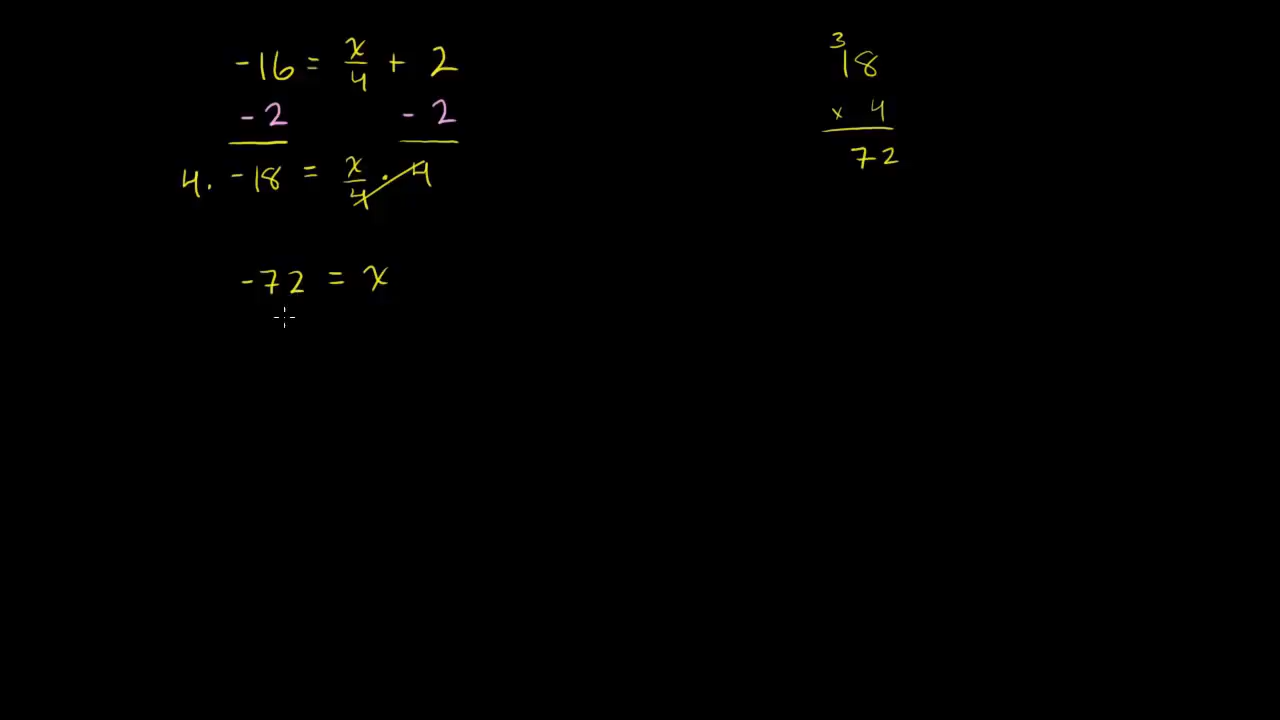 -16 = x/4 + 2
-2 -2
4. -18 = x/4 . 4
-72 = x
3
18
x 4
72